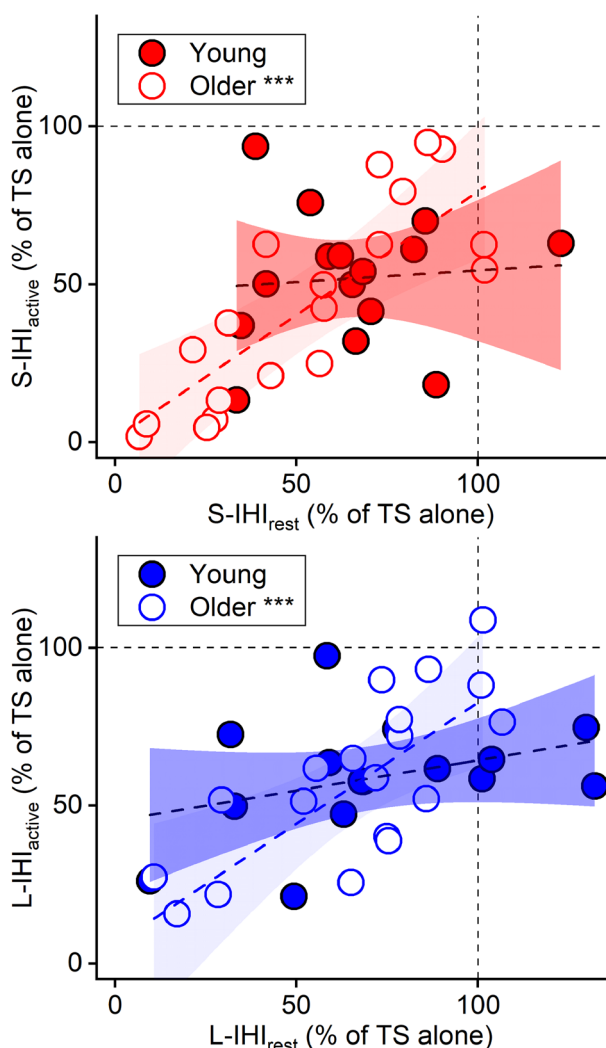 Young
Older ***
100
50
0
S-IHIactive (% of TS alone)
0 50 100
S-IHIrest (% of TS alone)
Young
Older ***
100
50
0
L-IHIactive (% of TS alone)
0 50 100
L-IHIrest (% of TS alone)